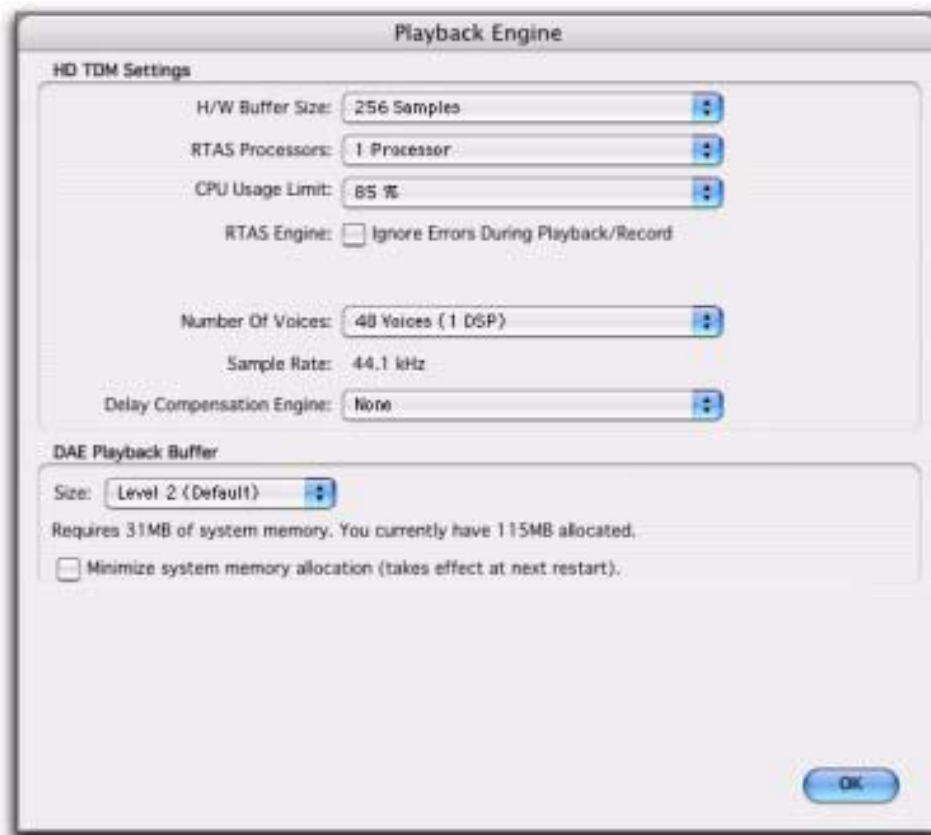 Playback Engine
HD TDM Settings
H/W Buffer Size: 256 Samples
RTAS Processors: 1 Processor
CPU Usage Limit: 85 %
RTAS Engine: Ignore Errors During Playback/Record
Number Of Voices: 48 Voices (1 DSP)
Sample Rate: 44.1 kHz
Delay Compensation Engine: None
DAE Playback Buffer
Size: Level 2 (Default)
Requires 31MB of system memory. You currently have 115MB allocated.
Minimize system memory allocation (takes effect at next restart).
OK